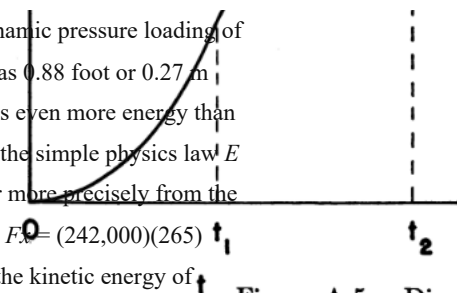 namic pressure loading of
as 0.88 foot or 0.27 m
s even more energy than
the simple physics law E
more precisely from the
0 t1 t2
Fx = (242,000)(265)
the kinetic energy of
t
Figure A.5